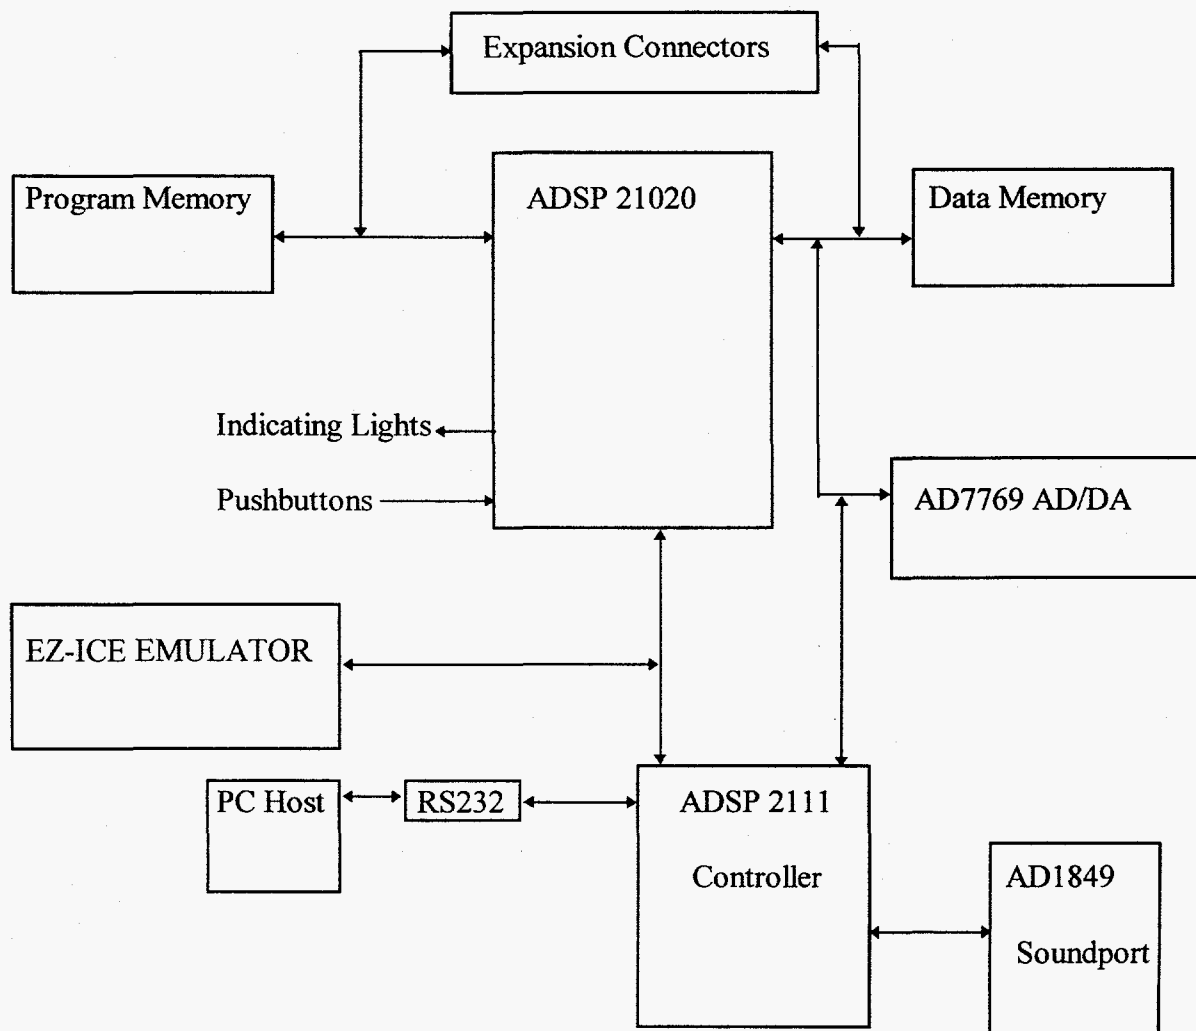 Expansion Connectors
Program Memory
ADSP 21020
Data Memory
Indicating Lights
Pushbuttons
AD7769 AD/DA
EZ-ICE EMULATOR
PC Host
RS232
ADSP 2111
Controller
AD1849
Soundport